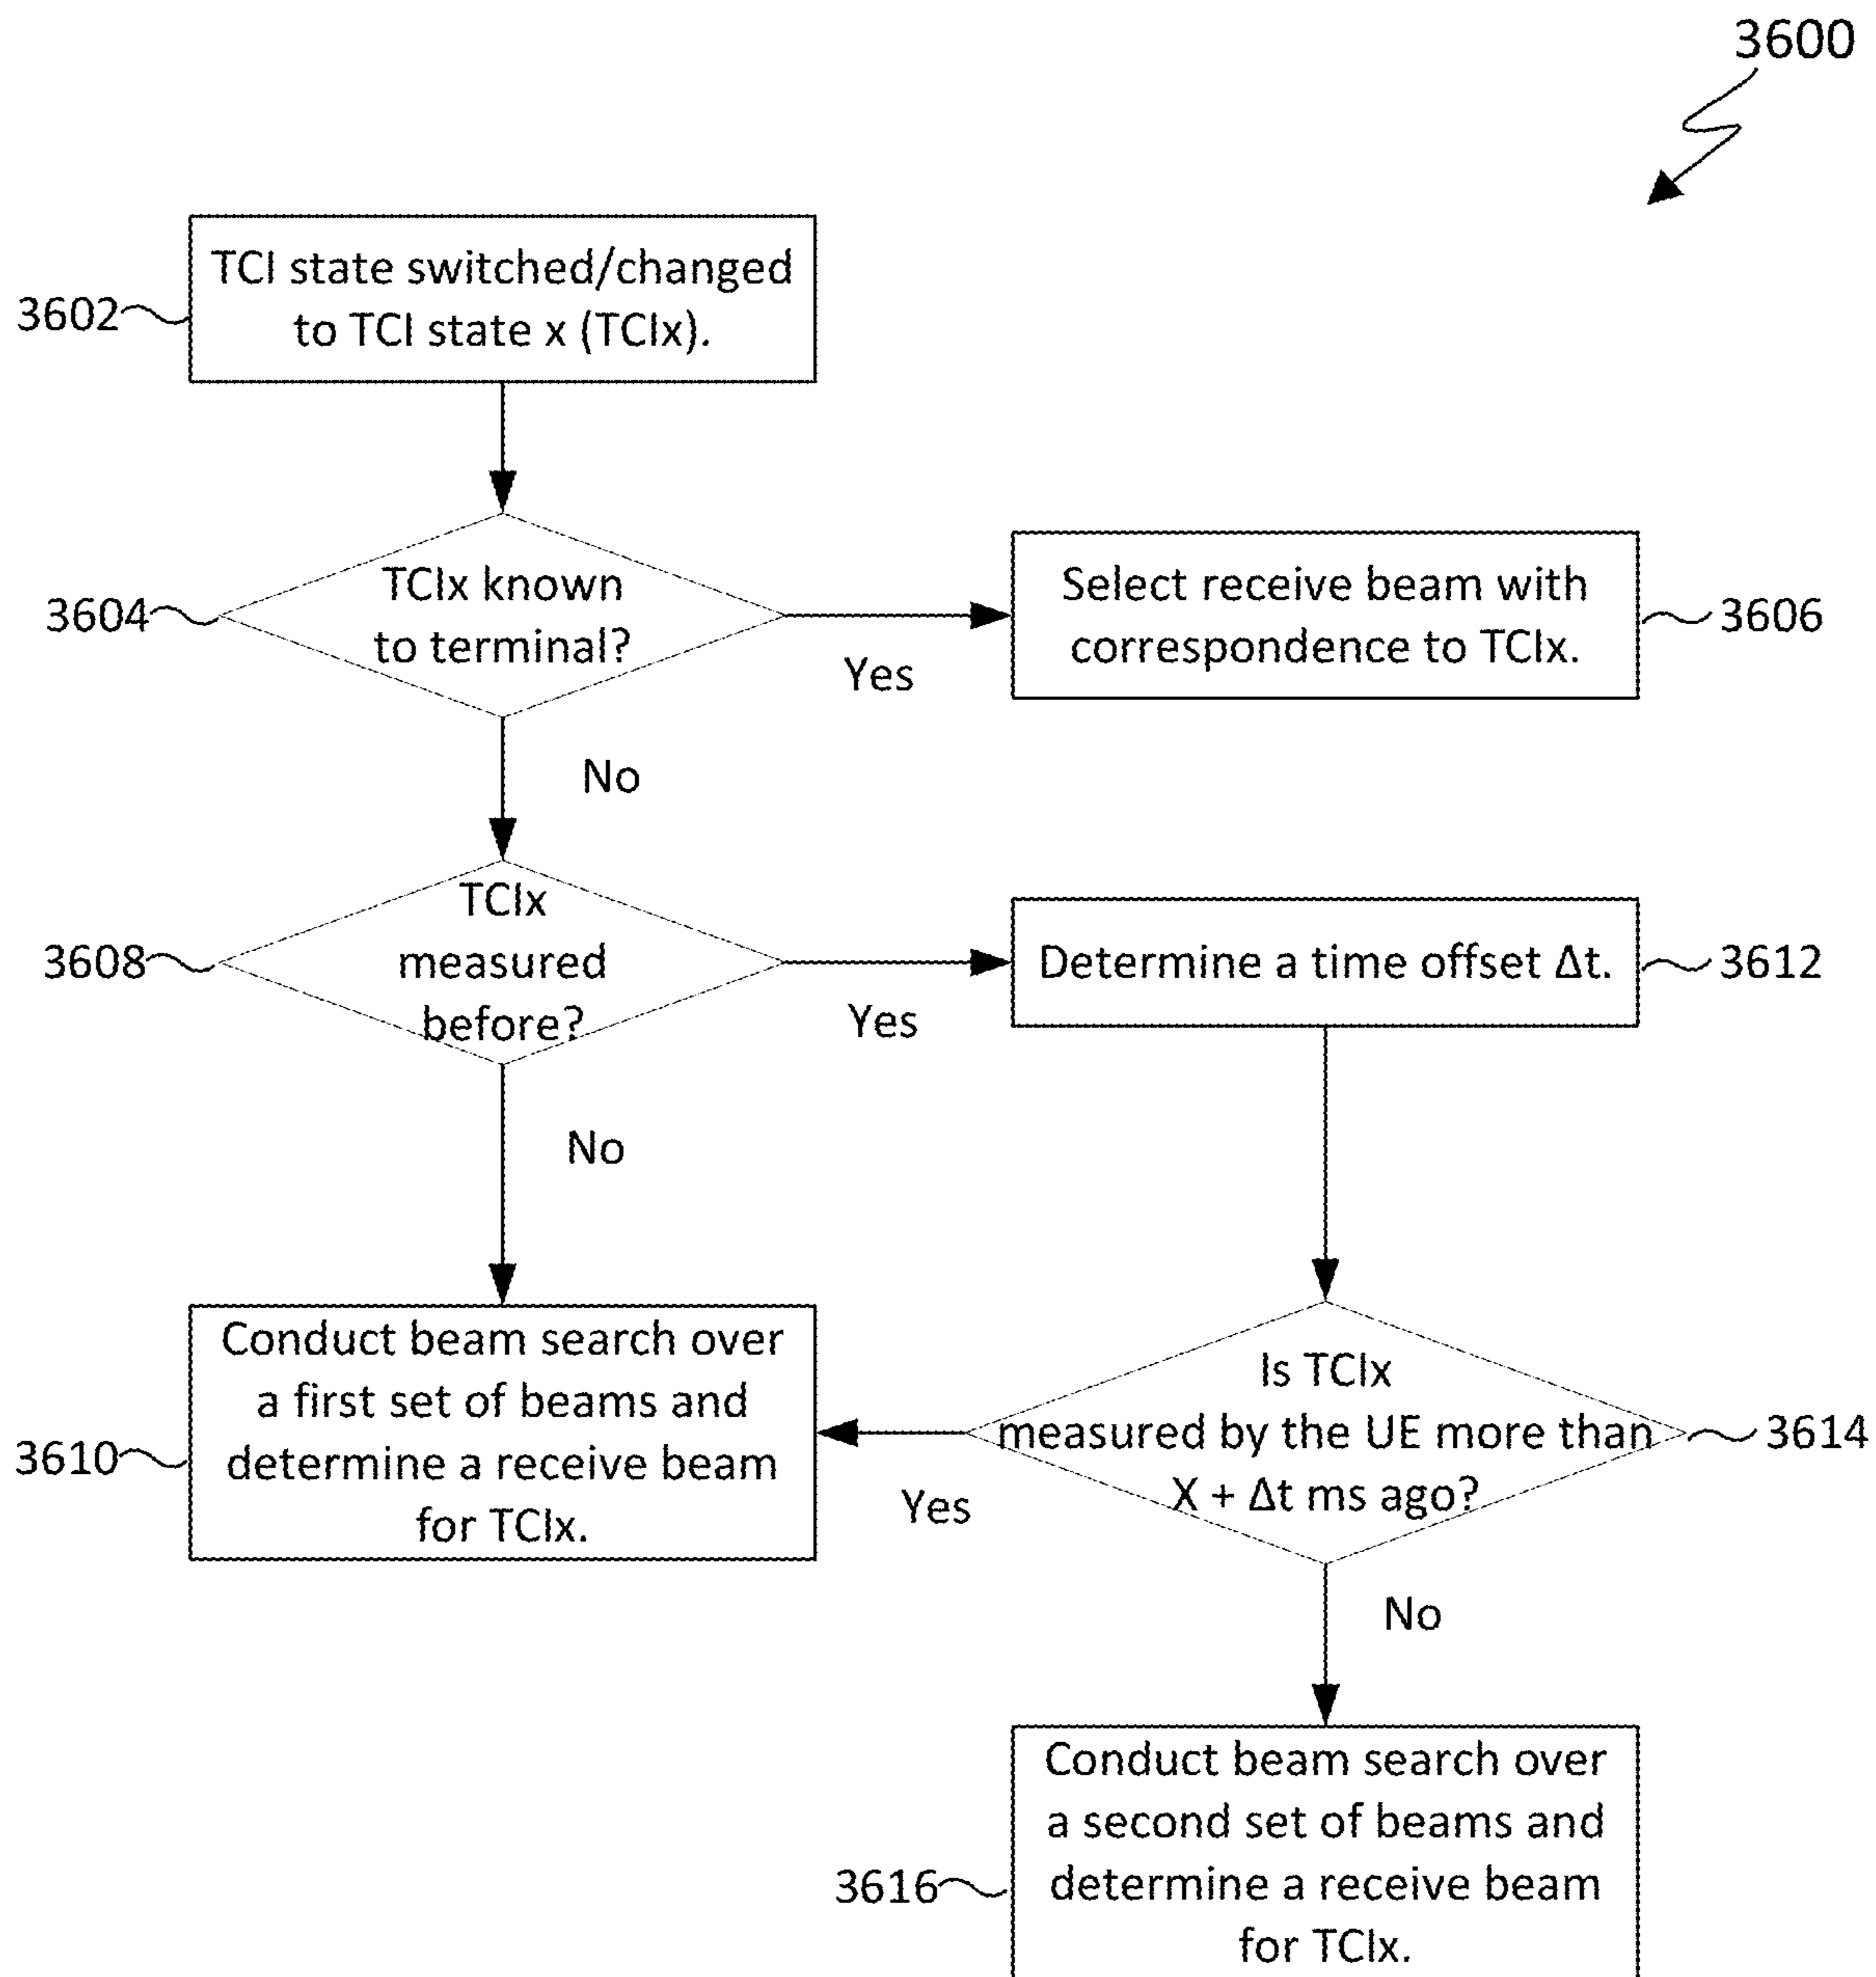 3600
TCI state switched/changed
to TCI state x (TCIx).
3602
TCIx known
to terminal?
3604
Yes
Select receive beam with
correspondence to TCIx.
3606
No
TCIx
measured
before?
3608
Yes
Determine a time offset Δt.
3612
No
Conduct beam search over
a first set of beams and
determine a receive beam
for TCIx.
3610
Is TCIx
measured by the UE more than
X + Δt ms ago?
3614
Yes
No
Conduct beam search over
a second set of beams and
determine a receive beam
for TCIx.
3616